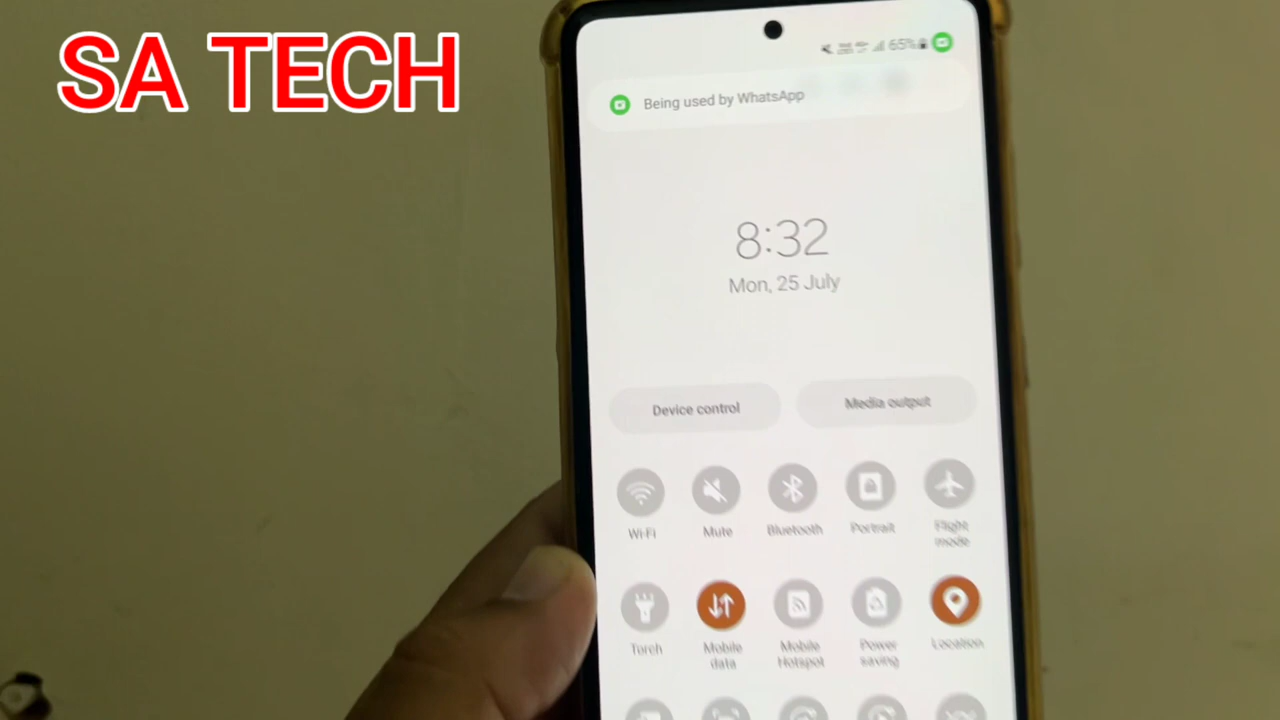 SA TECH
65%
Being used by WhatsApp
8:32
Mon, 25 July
Device control
Media output
Wi-Fi
Mute
Bluetooth
Portrait
Flight
mode
Torch
Mobile
data
Mobile
Hotspot
Power
saving
Location